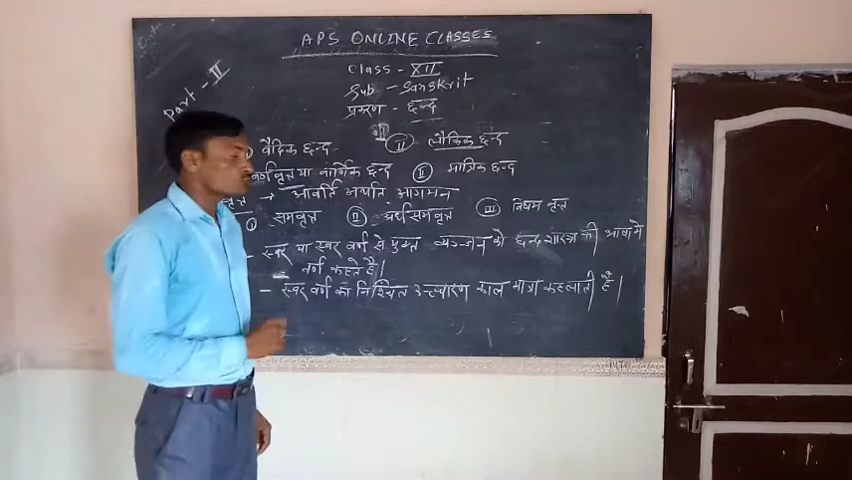 APS ONLINE CLASSES
Part - II
Class - XII
Sub - Sanskrit
प्रकरण - छन्द
वैदिक छन्द II लौकिक छन्द
वर्णवृत्त या वार्णिक छन्द II मात्रिक छन्द
वृत्त → आवर्ति अर्थात आगमन
I समवृत्त II अर्धसमवृत्त III विषम वृत्त
- स्वर या स्वर वर्ण से युक्त व्यञ्जन को छन्द शास्त्र की भाषा मे
वर्ण कहते है।
- स्वर वर्ण का निश्चित उच्चारण काल मात्रा कहलाती है।